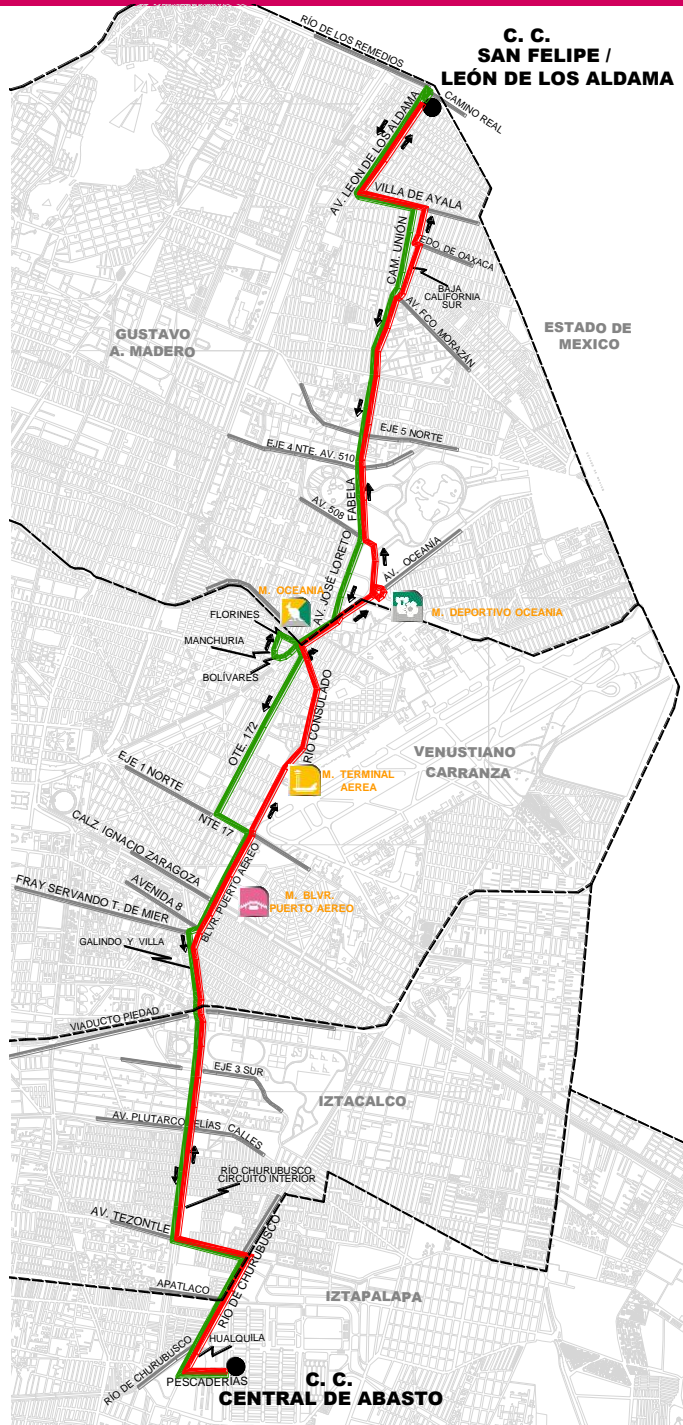 C. C.
SAN FELIPE /
LEÓN DE LOS ALDAMA
RÍO DE LOS REMEDIOS
CAMINO REAL
AV. LEON DE LOS ALDAMA
VILLA DE AYALA
CAM. UNIÓN
EDO. DE OAXACA
BAJA
CALIFORNIA
SUR
AV. FCO. MORAZÁN
GUSTAVO
A. MADERO
ESTADO DE
MEXICO
EJE 5 NORTE
EJE 4 NTE. AV. 510
AV. 508
AV. JOSÉ LORETO FABELA
AV. OCEANÍA
M. OCEANIA
M. DEPORTIVO OCEANIA
FLORINES
MANCHURIA
BOLÍVARES
OTE. 172
RÍO CONSULADO
VENUSTIANO
CARRANZA
M. TERMINAL
AEREA
EJE 1 NORTE
NTE 17
CALZ. IGNACIO ZARAGOZA
AVENIDA 8
FRAY SERVANDO T. DE MIER
BLVR. PUERTO AEREO
M. BLVR.
PUERTO AEREO
GALINDO Y VILLA
VIADUCTO PIEDAD
EJE 3 SUR
IZTACALCO
AV. PLUTARCO ELÍAS CALLES
RÍO CHURUBUSCO
CIRCUITO INTERIOR
AV. TEZONTLE
RÍO DE CHURUBUSCO
APATLACO
IZTAPALAPA
HUALQUILA
RÍO DE CHURUBUSCO
PESCADERIAS
C. C.
CENTRAL DE ABASTO